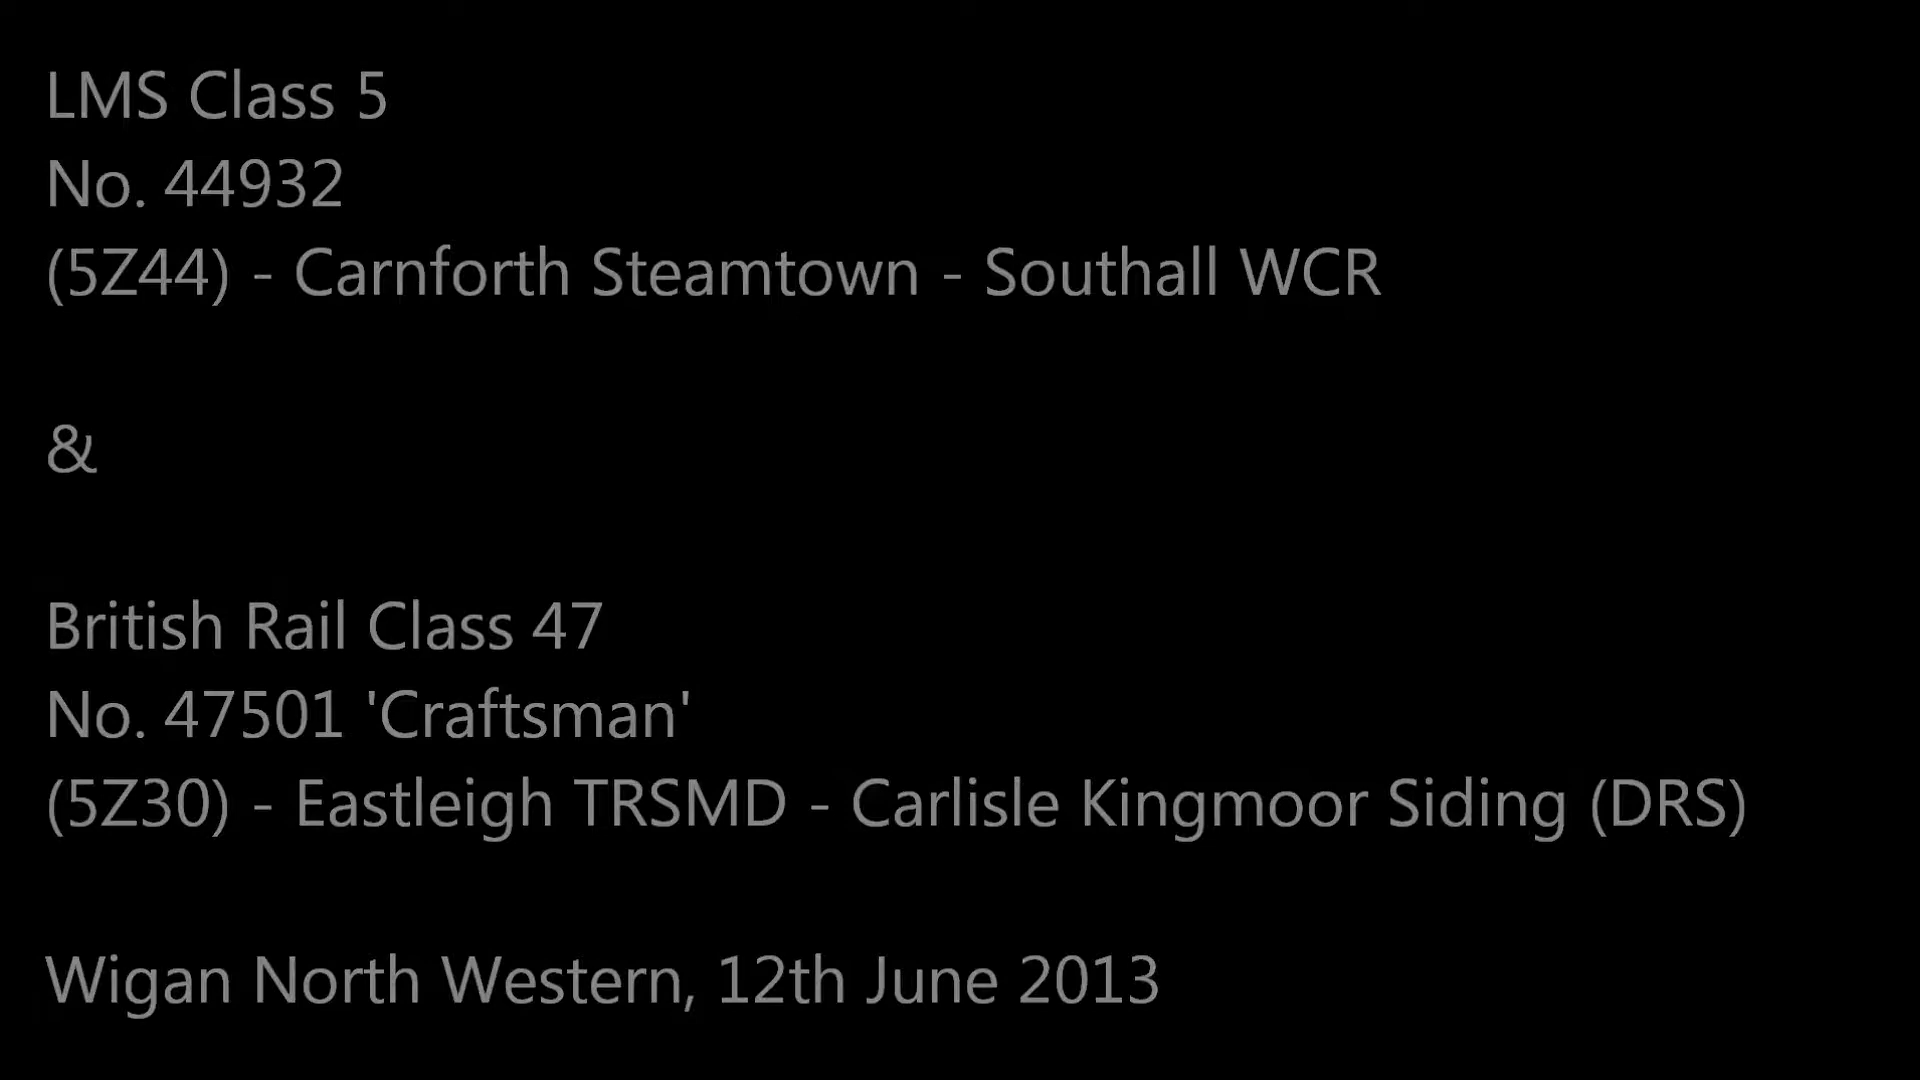 LMS Class 5
No. 44932
(5Z44) - Carnforth Steamtown - Southall WCR
&
British Rail Class 47
No. 47501 'Craftsman'
(5Z30) - Eastleigh TRSMD - Carlisle Kingmoor Siding (DRS)
Wigan North Western, 12th June 2013